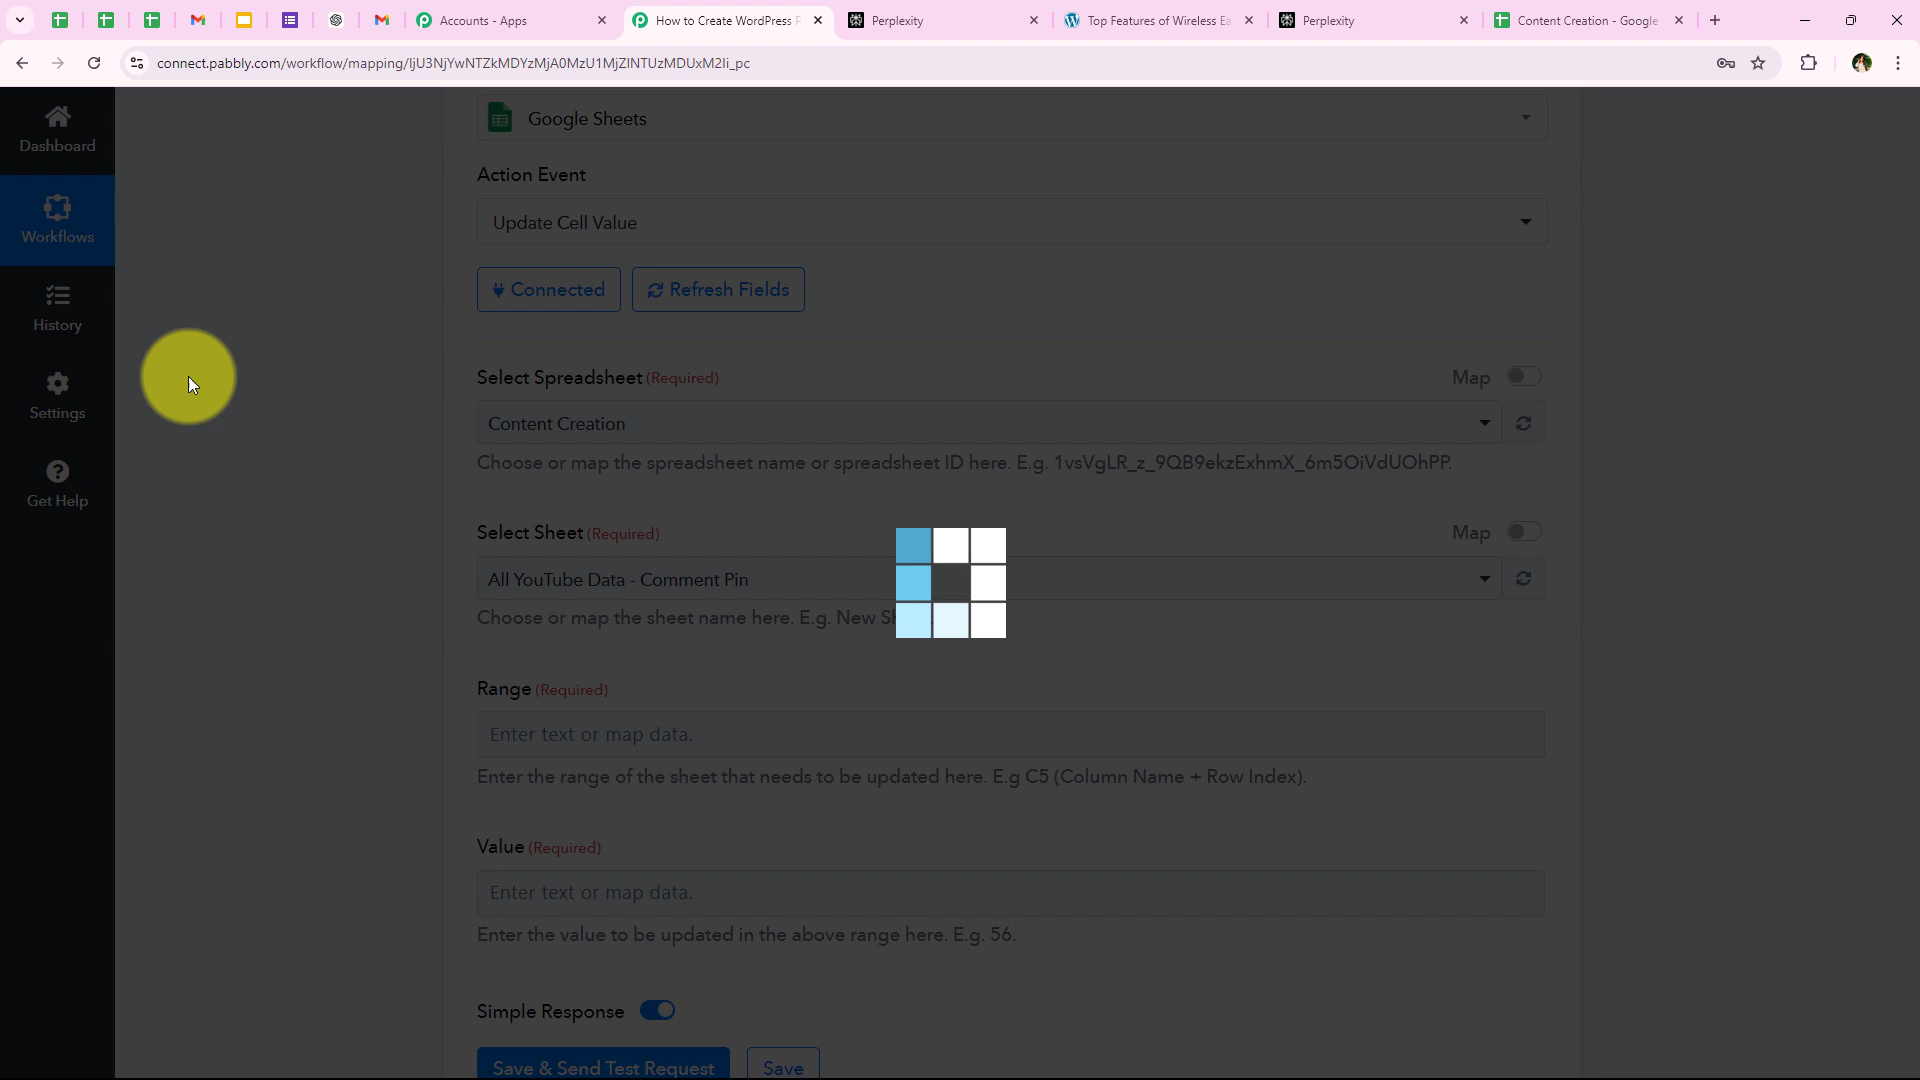 Accounts - Apps
How to Create WordPress P
Perplexity
Top Features of Wireless Ea
Perplexity
Content Creation - Google
connect.pabbly.com/workflow/mapping/IjU3NjYwNTZkMDYzMjA0MzU1MjZlNTUzMDUxM2Ii_pc
Dashboard
Workflows
History
Settings
Get Help
Google Sheets
Action Event
Update Cell Value
Connected
Refresh Fields
Select Spreadsheet (Required)
Map
Content Creation
Choose or map the spreadsheet name or spreadsheet ID here. E.g. 1vsVgLR_z_9QB9ekzExhmX_6m5OiVdUOhPP.
Select Sheet (Required)
Map
All YouTube Data - Comment Pin
Choose or map the sheet name here. E.g. New
Range (Required)
Enter text or map data.
Enter the range of the sheet that needs to be updated here. E.g C5 (Column Name + Row Index).
Value (Required)
Enter text or map data.
Enter the value to be updated in the above range here. E.g. 56.
Simple Response
Save & Send Test Request
Save